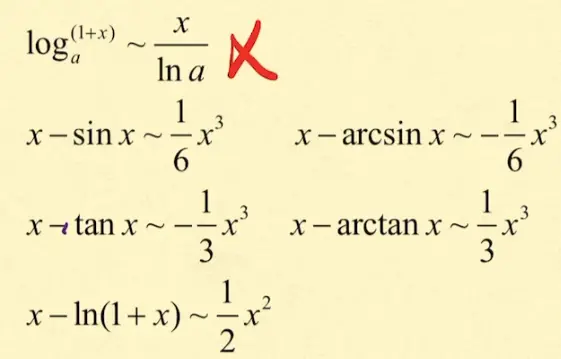 log_a^(1+x) ~ x/ln a ✗
x − sin x ~ 1/6 x³ x − arcsin x ~ −1/6 x³
x − tan x ~ −1/3 x³ x − arctan x ~ 1/3 x³
x − ln(1 + x) ~ 1/2 x²